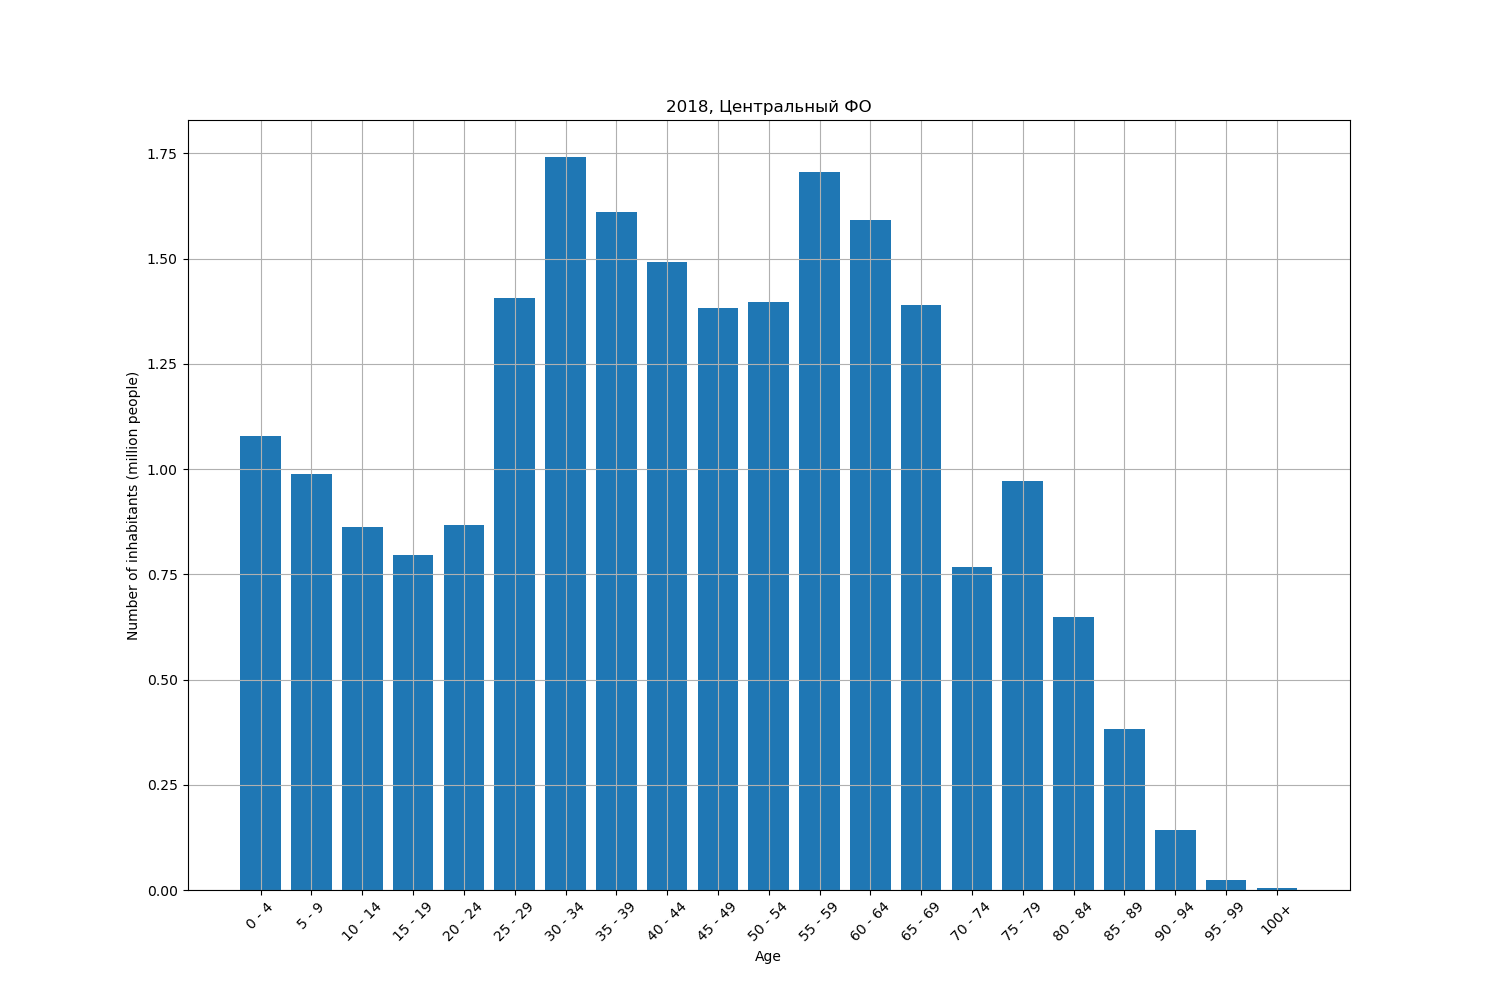 2018, Центральный ФО
Number of inhabitants (million people)
1.75
1.50
1.25
1.00
0.75
0.50
0.25
0.00
0 - 4
5 - 9
10 - 14
15 - 19
20 - 24
25 - 29
30 - 34
35 - 39
40 - 44
45 - 49
50 - 54
55 - 59
60 - 64
65 - 69
70 - 74
75 - 79
80 - 84
85 - 89
90 - 94
95 - 99
100+
Age